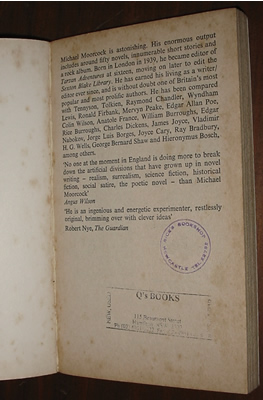 Michael Moorcock is astonishing. His enormous output
includes around fifty novels, innumerable short stories and
a rock album. Born in London in 1939, he became editor of
Tarzan Adventures at sixteen, moving on later to edit the
Sexton Blake Library. He has earned his living as a writer/
editor ever since, and is without doubt one of Britain's most
popular and most prolific authors. He has been compared
with Tennyson, Tolkien, Raymond Chandler, Wyndham
Lewis, Ronald Firbank, Mervyn Peake, Edgar Allan Poe,
Colin Wilson, Anatole France, William Burroughs, Edgar
Rice Burroughs, Charles Dickens, James Joyce, Vladimir
Nabokov, Jorge Luis Borges, Joyce Cary, Ray Bradbury,
H. G. Wells, George Bernard Shaw and Hieronymus Bosch,
among others.
'No one at the moment in England is doing more to break
down the artificial divisions that have grown up in novel
writing – realism, surrealism, science fiction, historical
fiction, social satire, the poetic novel – than Michael
Moorcock'
Angus Wilson
'He is an ingenious and energetic experimenter, restlessly
original, brimming over with clever ideas'
Robert Nye, The Guardian
Q's BOOKS